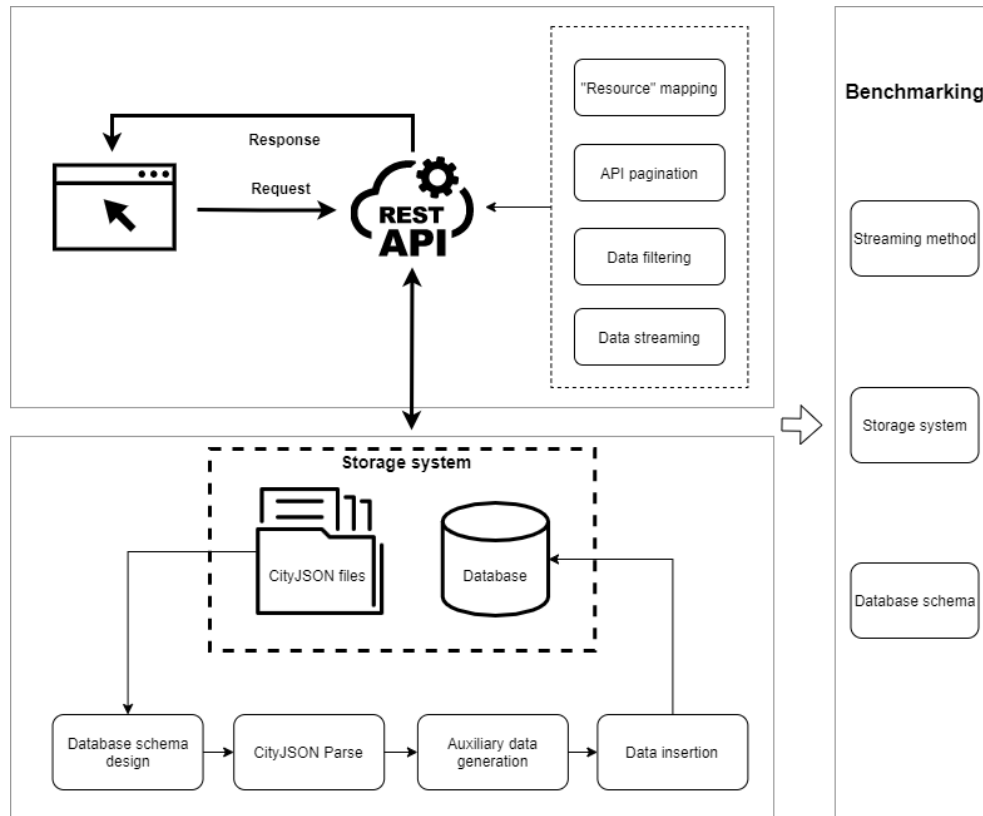 Response
Request
REST
API
"Resource" mapping
API pagination
Data filtering
Data streaming
Storage system
CityJSON files
Database
Database schema
design
CityJSON Parse
Auxiliary data
generation
Data insertion
Benchmarking
Streaming method
Storage system
Database schema